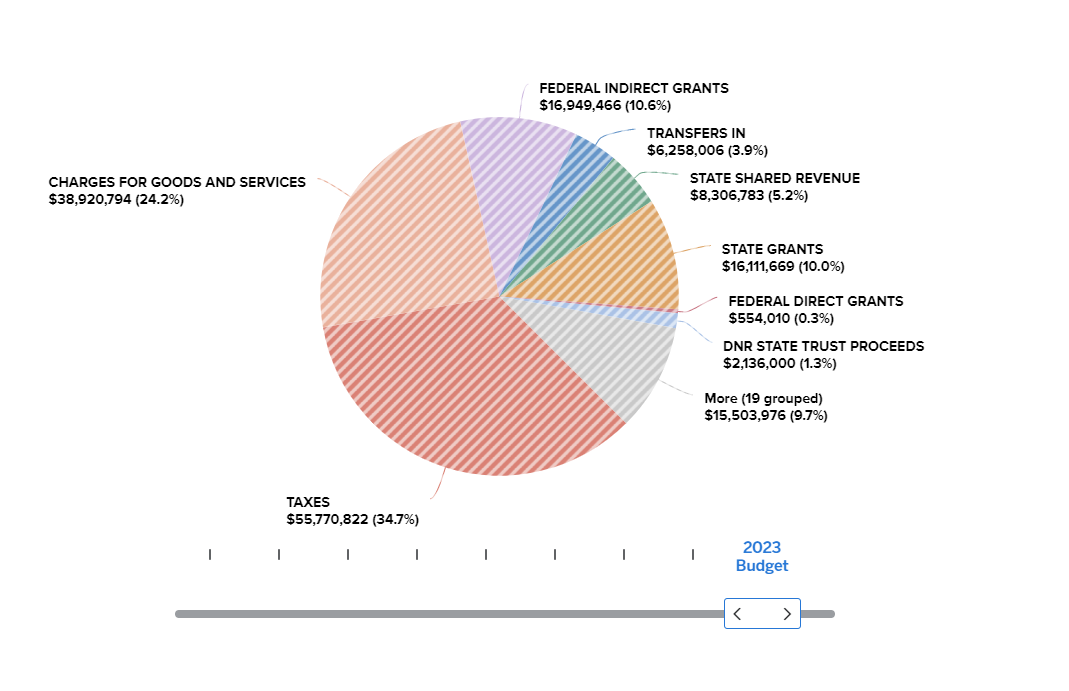 FEDERAL INDIRECT GRANTS
$16,949,466 (10.6%)
TRANSFERS IN
$6,258,006 (3.9%)
STATE SHARED REVENUE
$8,306,783 (5.2%)
CHARGES FOR GOODS AND SERVICES
$38,920,794 (24.2%)
STATE GRANTS
$16,111,669 (10.0%)
FEDERAL DIRECT GRANTS
$554,010 (0.3%)
DNR STATE TRUST PROCEEDS
$2,136,000 (1.3%)
More (19 grouped)
$15,503,976 (9.7%)
TAXES
$55,770,822 (34.7%)
2023
Budget